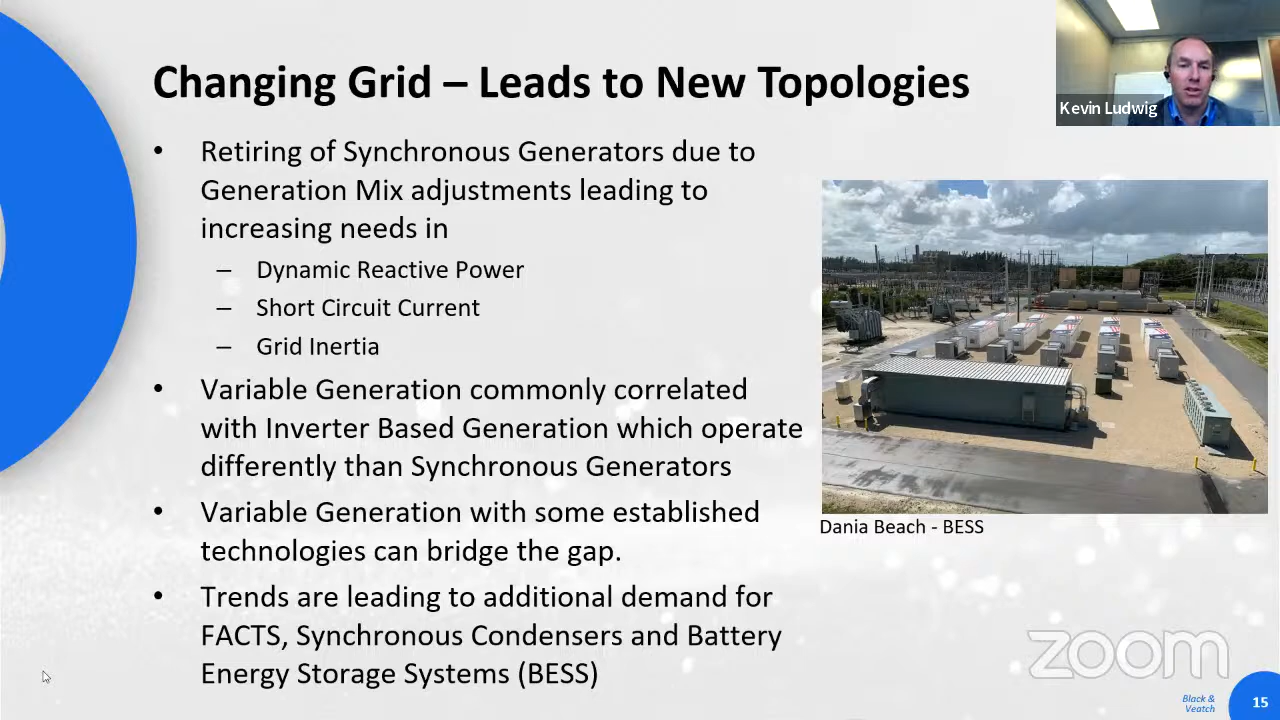 Changing Grid – Leads to New Topologies
Kevin Ludwig
• Retiring of Synchronous Generators due to
Generation Mix adjustments leading to
increasing needs in
– Dynamic Reactive Power
– Short Circuit Current
– Grid Inertia
• Variable Generation commonly correlated
with Inverter Based Generation which operate
differently than Synchronous Generators
• Variable Generation with some established
technologies can bridge the gap.
• Trends are leading to additional demand for
FACTS, Synchronous Condensers and Battery
Energy Storage Systems (BESS)
Dania Beach - BESS
zoom
Black &
Veatch
15